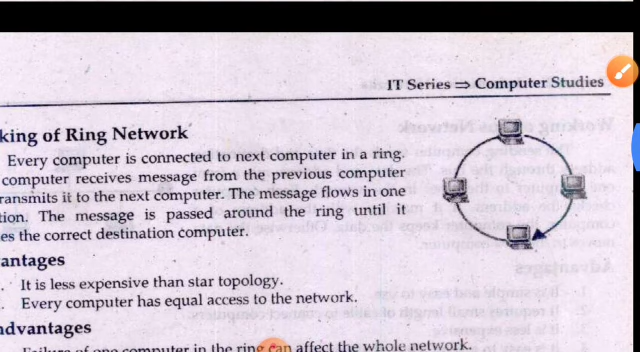 IT Series ⇒ Computer Studies
king of Ring Network
Every computer is connected to next computer in a ring.
computer receives message from the previous computer
ransmits it to the next computer. The message flows in one
tion. The message is passed around the ring until it
es the correct destination computer.
antages
It is less expensive than star topology.
Every computer has equal access to the network.
advantages
Failure of one computer in the ring can affect the whole network.